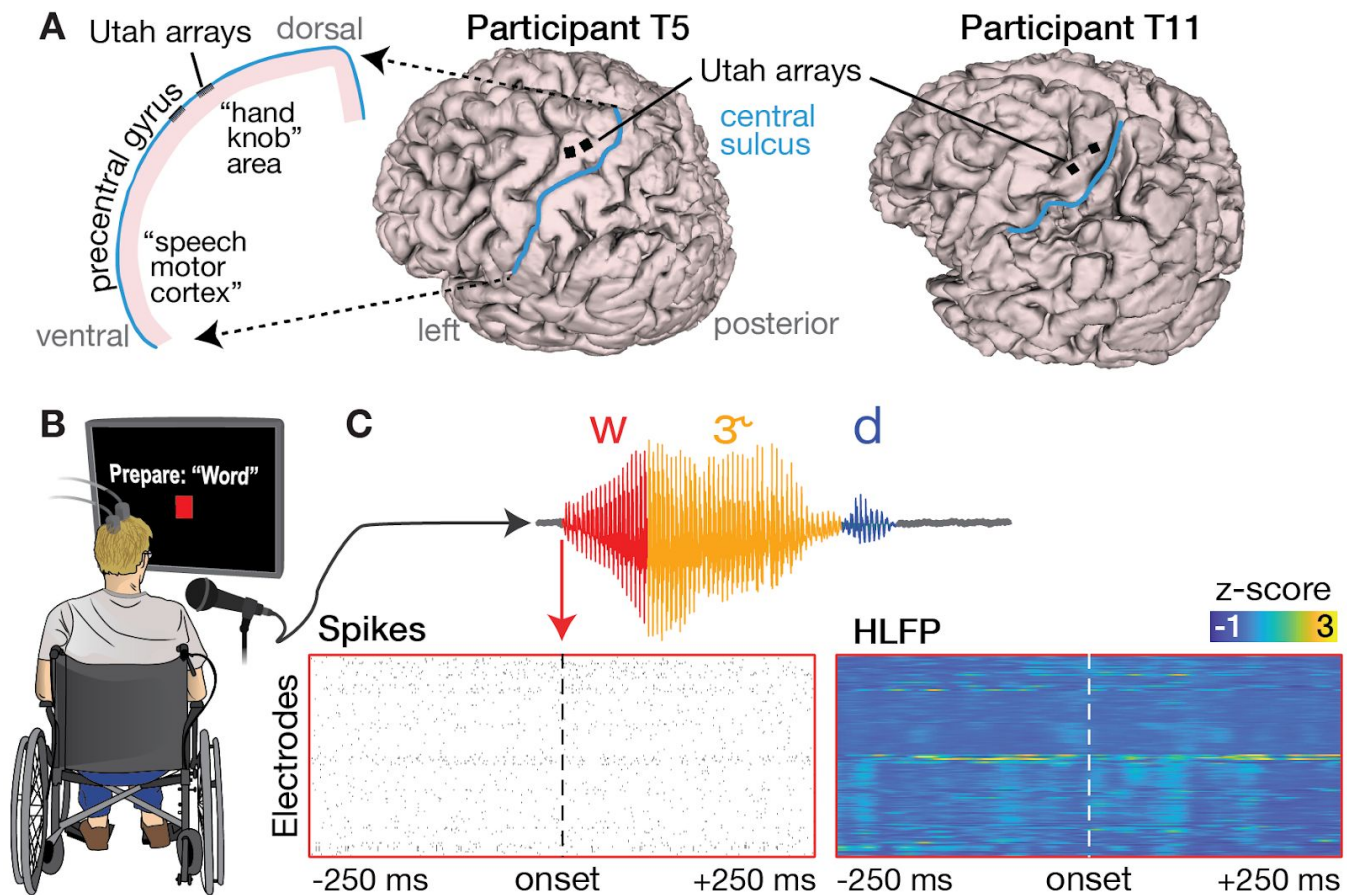 A
Utah arrays
dorsal
precentral gyrus
“hand
knob”
area
“speech
motor
cortex”
ventral
Participant T5
Participant T11
Utah arrays
central
sulcus
left
posterior
B
Prepare: “Word”
C
w
ɝ
d
z-score
-1
3
Spikes
HLFP
Electrodes
-250 ms
onset
+250 ms
-250 ms
onset
+250 ms